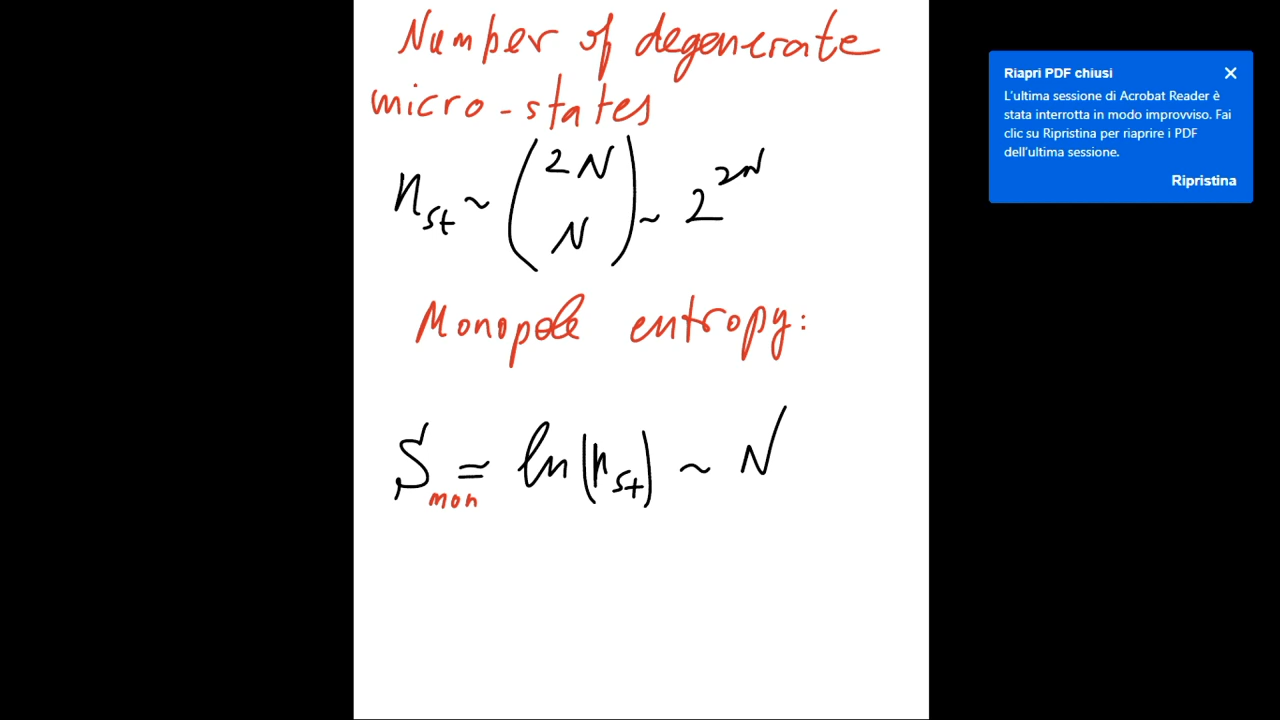 Number of degenerate
micro-states
n_st ~ (2N
N) ~ 2^2N
Monopole entropy:
S_mon = ln(n_st) ~ N
Riapri PDF chiusi
L'ultima sessione di Acrobat Reader è
stata interrotta in modo improvviso. Fai
clic su Ripristina per riaprire i PDF
dell'ultima sessione.
Ripristina